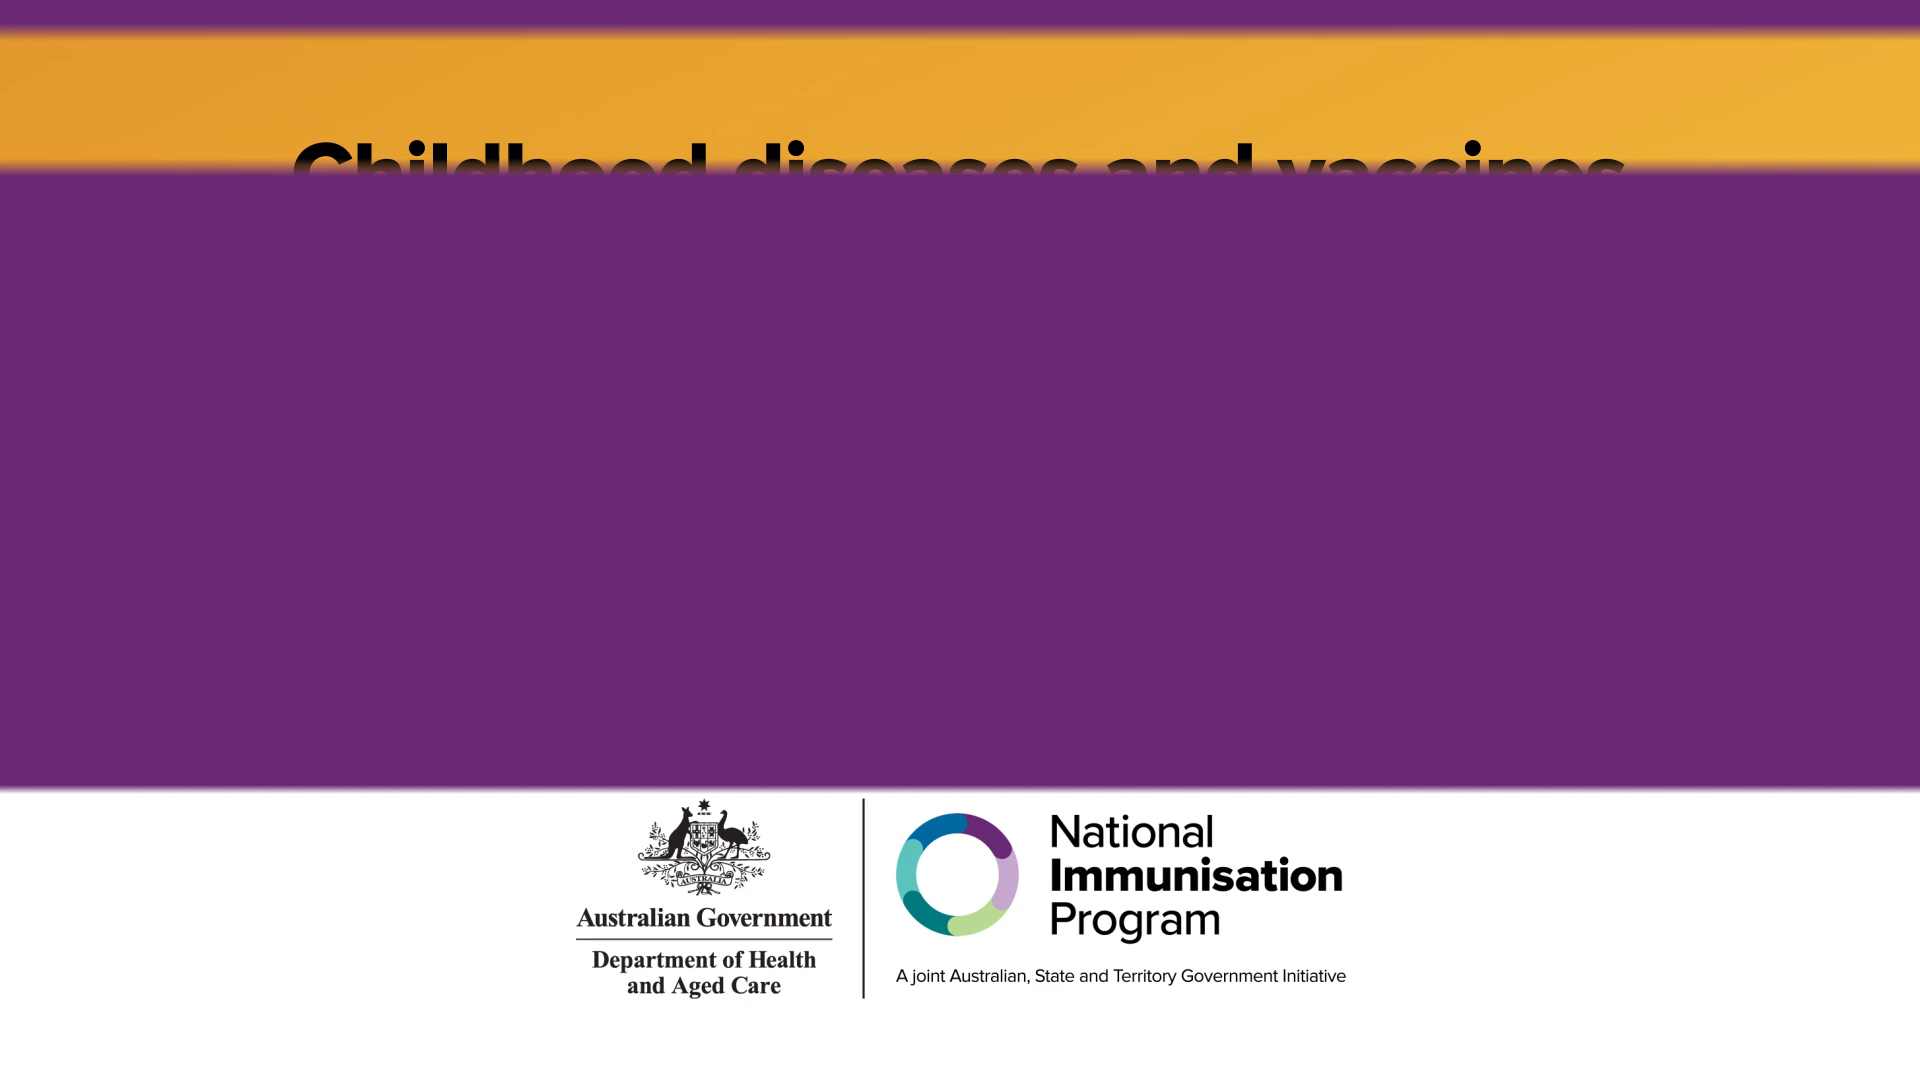 Childhood diseases and vaccines
AUSTRALIA
Australian Government
Department of Health
and Aged Care
National
Immunisation
Program
A joint Australian, State and Territory Government Initiative